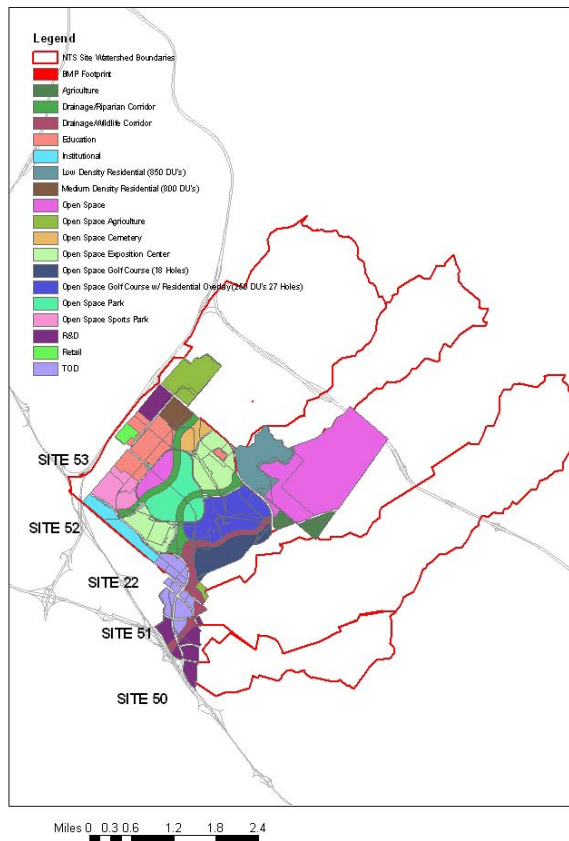 Legend
NTS Site Watershed Boundaries
BMP Footprint
Agriculture
Drainage/Riparian Corridor
Drainage/Wildlife Corridor
Education
Institutional
Low Density Residential (850 DU's)
Medium Density Residential (800 DU's)
Open Space
Open Space Agriculture
Open Space Cemetery
Open Space Exposition Center
Open Space Golf Course (18 Holes)
Open Space Golf Course w/ Residential Overlay (250 DU's 27 Holes)
Open Space Park
Open Space Sports Park
R&D
Retail
TOD
SITE 53
SITE 52
SITE 22
SITE 51
SITE 50
Miles 0 0.3 0.6 1.2 1.8 2.4